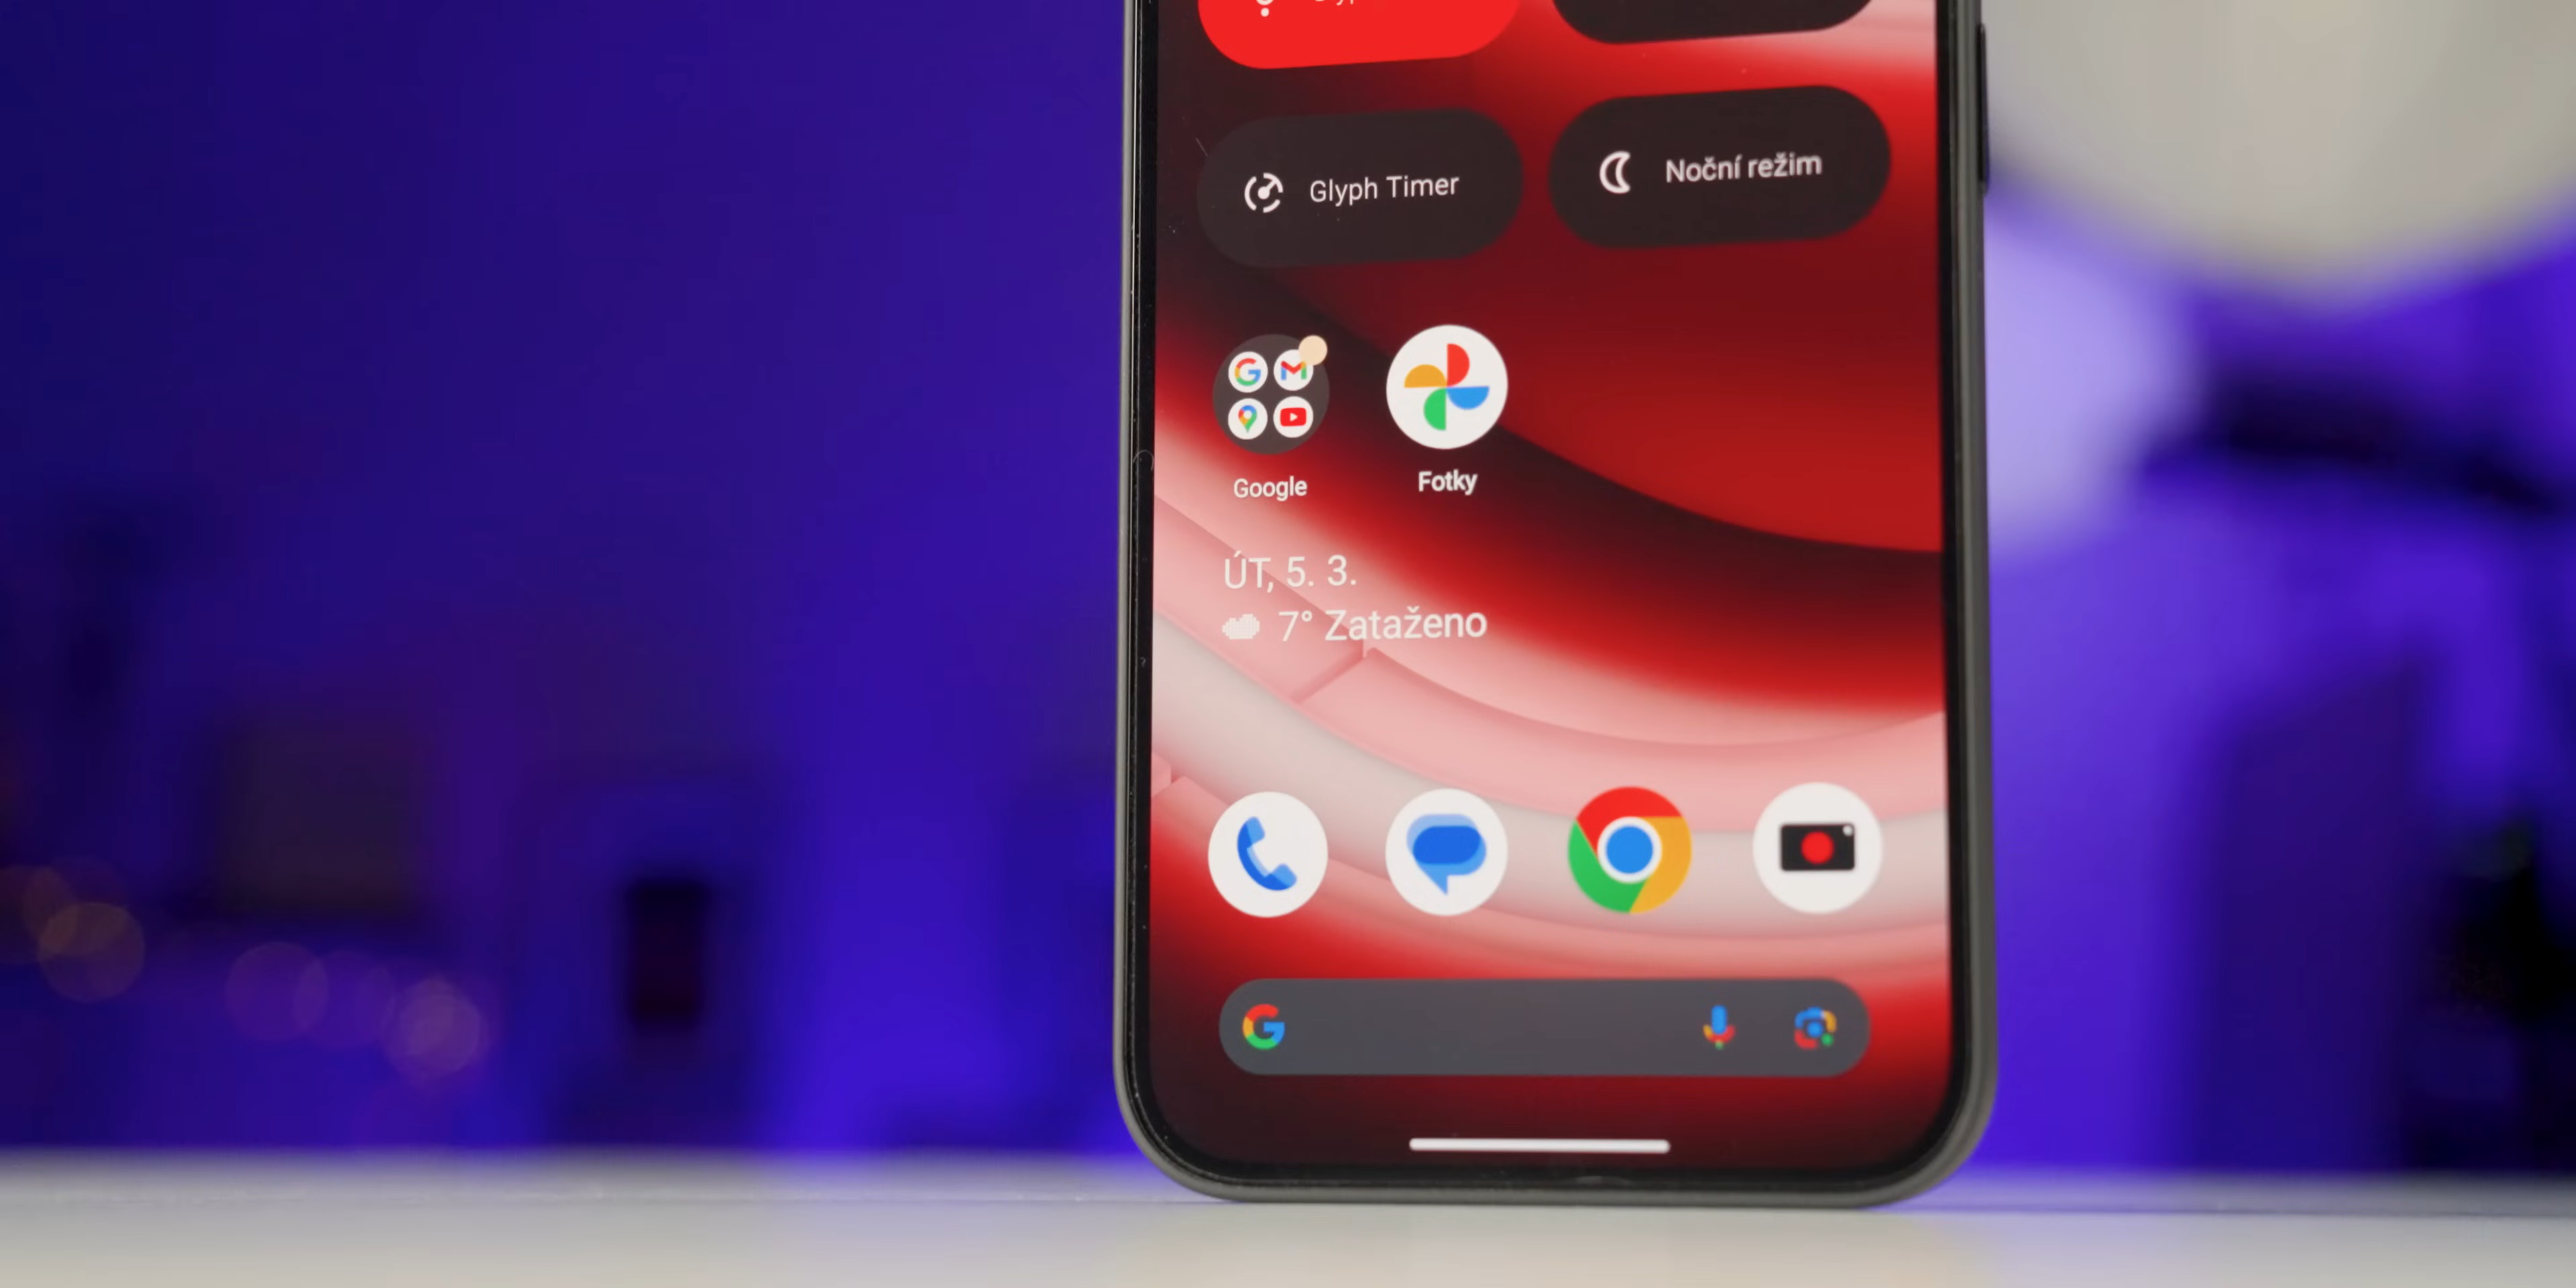 Glyph Timer
Noční režim
Google
Fotky
ÚT, 5. 3.
7° Zataženo